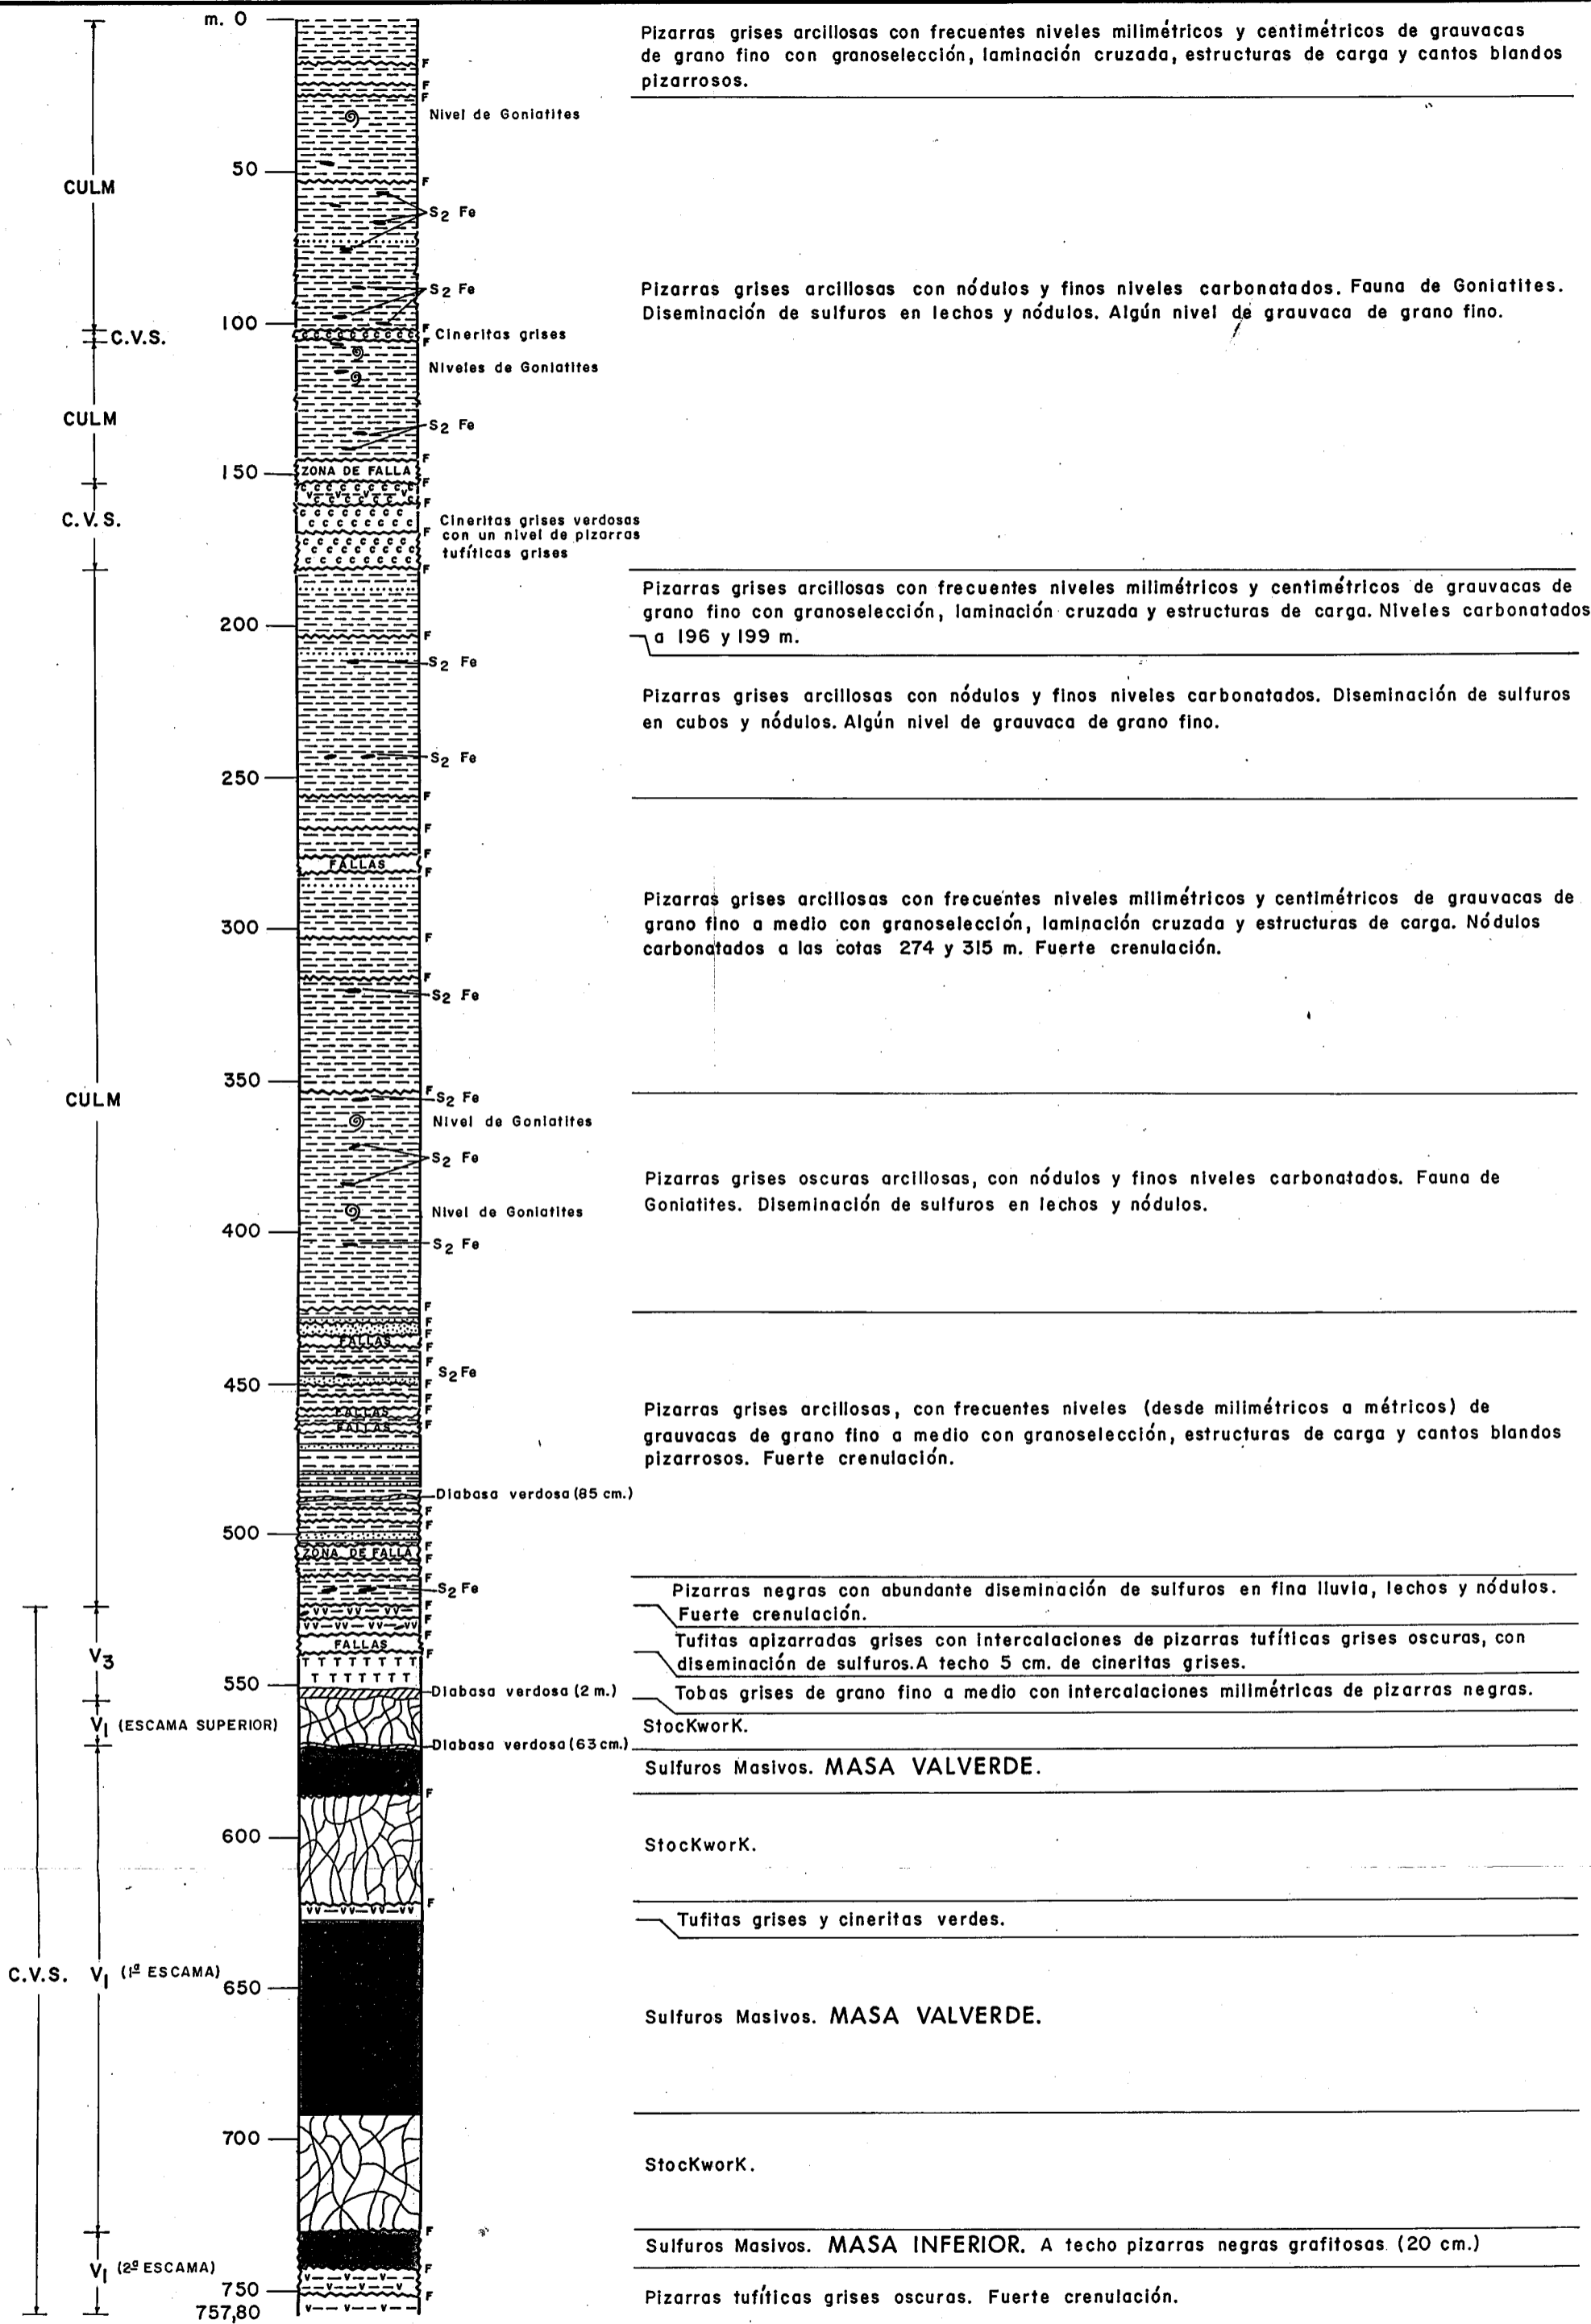 m. 0
Pizarras grises arcillosas con frecuentes niveles milimétricos y centimétricos de grauvacas
de grano fino con granoselección, laminación cruzada, estructuras de carga y cantos blandos
pizarrosos.
F
F
F
Nivel de Goniatites
50
F
CULM
S2 Fe
S2 Fe
Pizarras grises arcillosas con nódulos y finos niveles carbonatados. Fauna de Goniatites.
Diseminación de sulfuros en lechos y nódulos. Algún nivel de grauvaca de grano fino.
100
F
C.V.S.
c c c c c c c c c
Cineritas grises
F
Niveles de Goniatites
CULM
S2 Fe
F
150
ZONA DE FALLA
F
F
C.V.S.
Cineritas grises verdosas
con un nivel de pizarras
tufíticas grises
F
F
Pizarras grises arcillosas con frecuentes niveles milimétricos y centimétricos de grauvacas de
grano fino con granoselección, laminación cruzada y estructuras de carga. Niveles carbonatados
a 196 y 199 m.
200
F
S2 Fe
Pizarras grises arcillosas con nódulos y finos niveles carbonatados. Diseminación de sulfuros
en cubos y nódulos. Algún nivel de grauvaca de grano fino.
S2 Fe
250
F
F
F
FALLAS
F
Pizarras grises arcillosas con frecuentes niveles milimétricos y centimétricos de grauvacas de
grano fino a medio con granoselección, laminación cruzada y estructuras de carga. Nódulos
carbonatados a las cotas 274 y 315 m. Fuerte crenulación.
300
F
F
S2 Fe
350
F
S2 Fe
CULM
Nivel de Goniatites
S2 Fe
Pizarras grises oscuras arcillosas, con nódulos y finos niveles carbonatados. Fauna de
Goniatites. Diseminación de sulfuros en lechos y nódulos.
Nivel de Goniatites
400
S2 Fe
F
F
F
FALLAS
F
F
S2 Fe
450
F
F
FALLAS
F
FALLAS
F
Pizarras grises arcillosas, con frecuentes niveles (desde milimétricos a métricos) de
grauvacas de grano fino a medio con granoselección, estructuras de carga y cantos blandos
pizarrosos. Fuerte crenulación.
Diabasa verdosa (85 cm.)
F
F
500
F
ZONA DE FALLA
F
F
S2 Fe
Pizarras negras con abundante diseminación de sulfuros en fina lluvia, lechos y nódulos.
Fuerte crenulación.
F
VV—VV—VV
F
VV—VV—VV—VV
F
FALLAS
F
V3
Tufitas apizarradas grises con intercalaciones de pizarras tufíticas grises oscuras, con
diseminación de sulfuros. A techo 5 cm. de cineritas grises.
T T T T T T T T
T T T T T T T
550
Diabasa verdosa (2 m.)
Tobas grises de grano fino a medio con intercalaciones milimétricas de pizarras negras.
V1 (ESCAMA SUPERIOR)
StocKworK.
Diabasa verdosa (63 cm.)
Sulfuros Masivos. MASA VALVERDE.
F
600
StocKworK.
F
VV—VV—VV—VV
Tufitas grises y cineritas verdes.
C.V.S.
V1 (1ª ESCAMA)
650
Sulfuros Masivos. MASA VALVERDE.
700
StocKworK.
F
Sulfuros Masivos. MASA INFERIOR. A techo pizarras negras grafitosas (20 cm.)
V1 (2ª ESCAMA)
F
V——V——V—
——V——V——V
750
F
Pizarras tufíticas grises oscuras. Fuerte crenulación.
757,80
V——V——V——